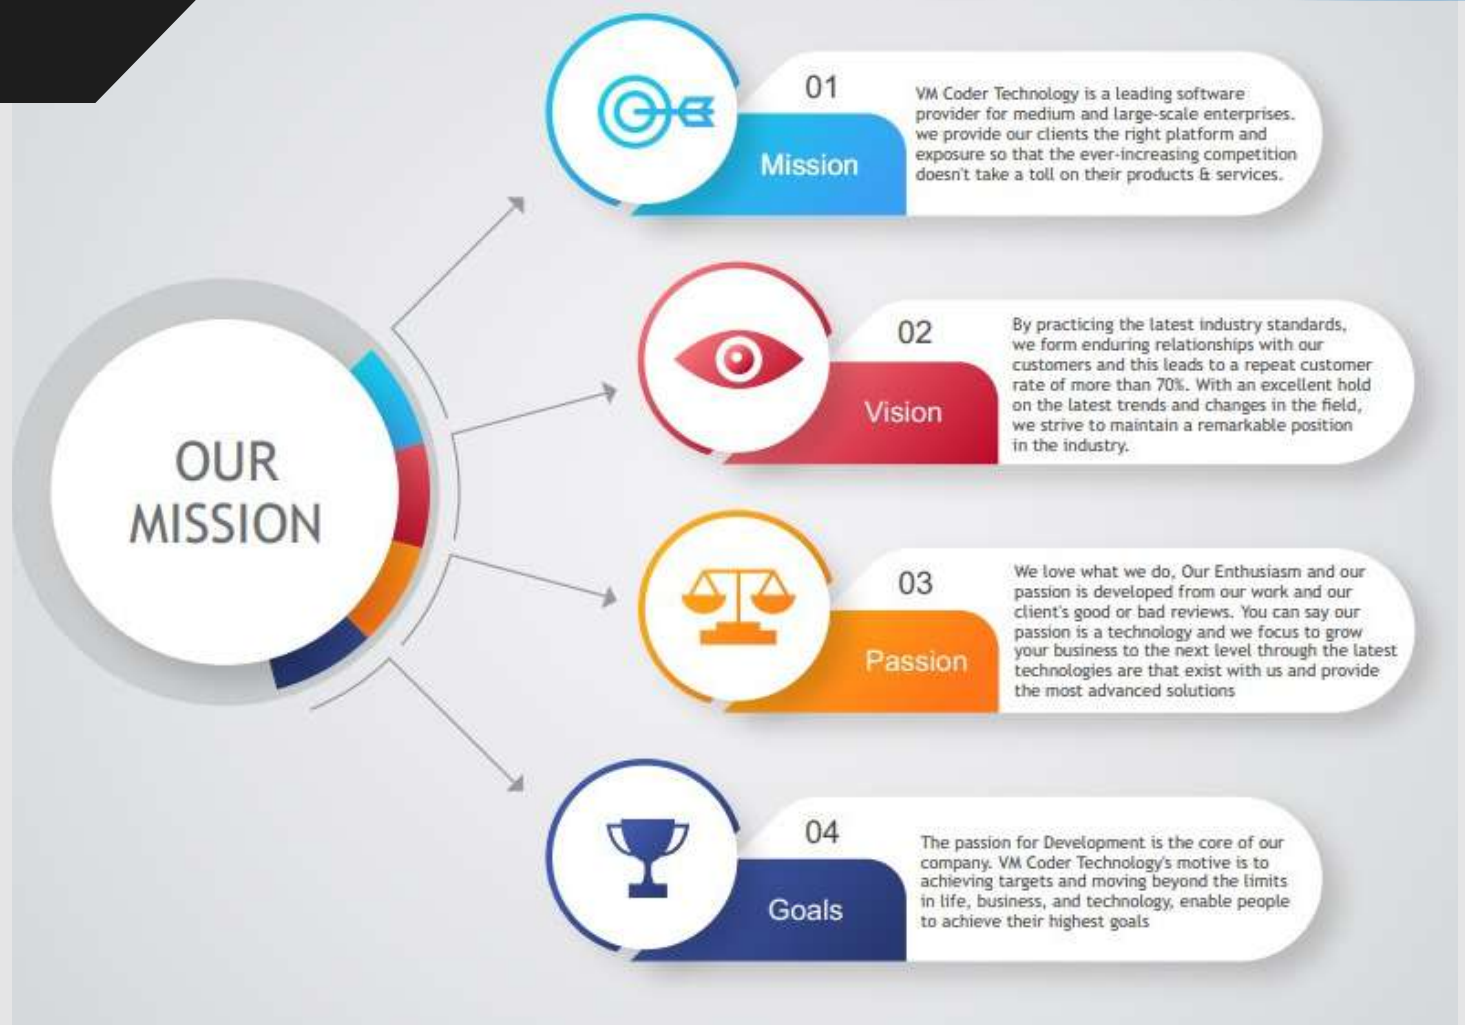 OUR
MISSION
01
Mission
VM Coder Technology is a leading software
provider for medium and large-scale enterprises.
we provide our clients the right platform and
exposure so that the ever-increasing competition
doesn't take a toll on their products & services.
02
Vision
By practicing the latest industry standards,
we form enduring relationships with our
customers and this leads to a repeat customer
rate of more than 70%. With an excellent hold
on the latest trends and changes in the field,
we strive to maintain a remarkable position
in the industry.
03
Passion
We love what we do, Our Enthusiasm and our
passion is developed from our work and our
client's good or bad reviews. You can say our
passion is a technology and we focus to grow
your business to the next level through the latest
technologies are that exist with us and provide
the most advanced solutions
04
Goals
The passion for Development is the core of our
company. VM Coder Technology's motive is to
achieving targets and moving beyond the limits
in life, business, and technology, enable people
to achieve their highest goals